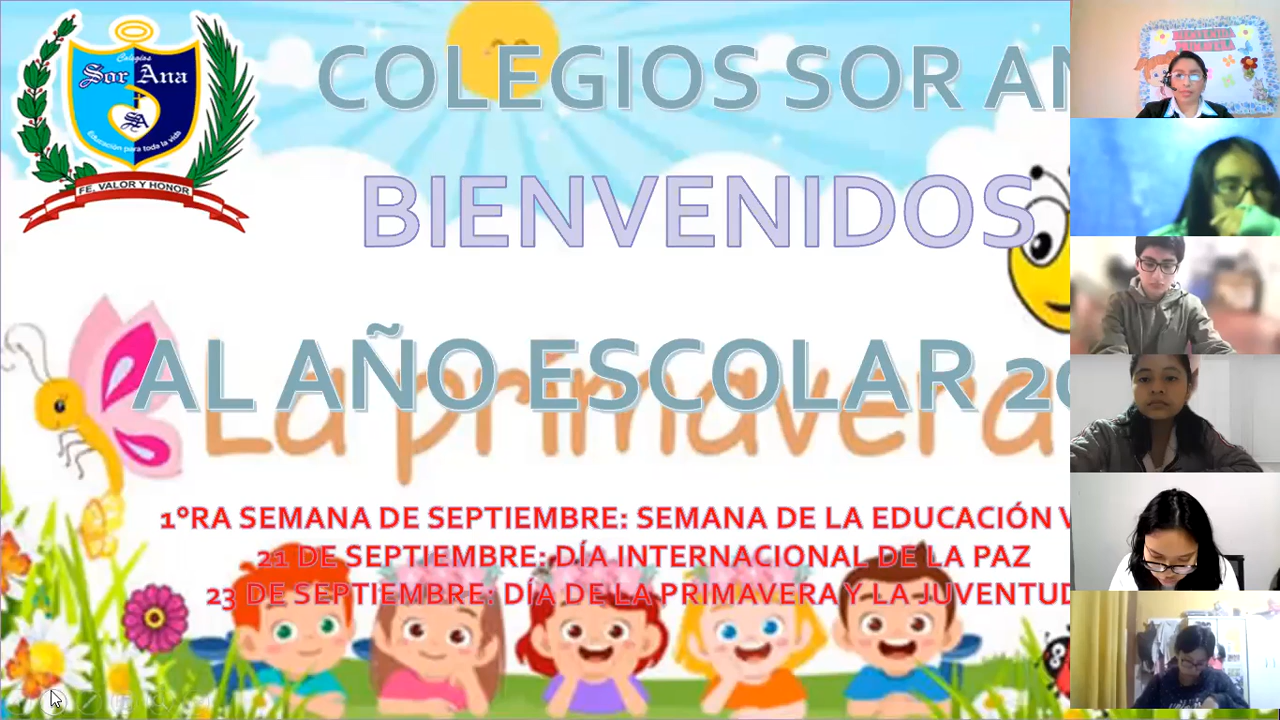 Colegios
Sor Ana
SA
Educación para toda la vida
FE, VALOR Y HONOR
COLEGIOS SOR AN
BIENVENIDOS
AL AÑO ESCOLAR 20
La primavera
1°RA SEMANA DE SEPTIEMBRE: SEMANA DE LA EDUCACIÓN V
21 DE SEPTIEMBRE: DÍA INTERNACIONAL DE LA PAZ
23 DE SEPTIEMBRE: DÍA DE LA PRIMAVERA Y LA JUVENTUD
BIENVENIDA
PRIMAVERA